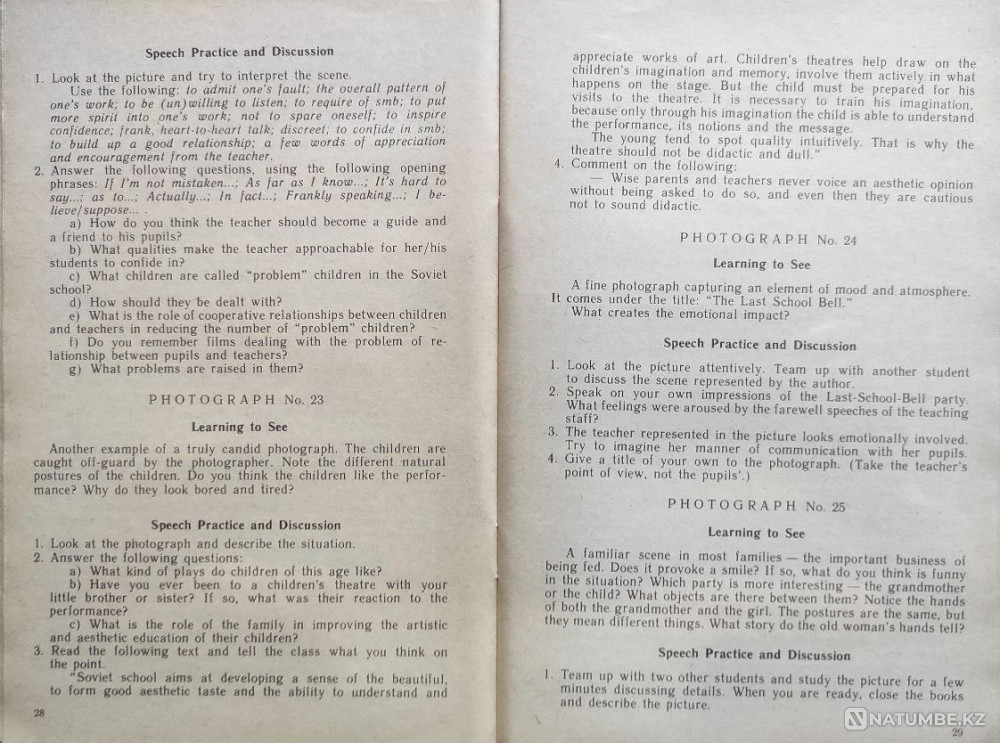 Speech Practice and Discussion
1. Look at the picture and try to interpret the scene.
Use the following: to admit one's fault; the overall pattern of
one's work; to be (un)willing to listen; to require of smb; to put
more spirit into one's work; not to spare oneself; to inspire
confidence; frank, heart-to-heart talk; discreet; to confide in smb;
to build up a good relationship; a few words of appreciation
and encouragement from the teacher.
2. Answer the following questions, using the following opening
phrases: If I'm not mistaken...; As far as I know...; It's hard to
say...; as to...; Actually...; In fact...; Frankly speaking...; I be-
lieve/suppose... .
a) How do you think the teacher should become a guide and
a friend to his pupils?
b) What qualities make the teacher approachable for her/his
students to confide in?
c) What children are called "problem" children in the Soviet
school?
d) How should they be dealt with?
e) What is the role of cooperative relationships between children
and teachers in reducing the number of "problem" children?
f) Do you remember films dealing with the problem of re-
lationship between pupils and teachers?
g) What problems are raised in them?
PHOTOGRAPH No. 23
Learning to See
Another example of a truly candid photograph. The children are
caught off-guard by the photographer. Note the different natural
postures of the children. Do you think the children like the perfor-
mance? Why do they look bored and tired?
Speech Practice and Discussion
1. Look at the photograph and describe the situation.
2. Answer the following questions:
a) What kind of plays do children of this age like?
b) Have you ever been to a children's theatre with your
little brother or sister? If so, what was their reaction to the
performance?
c) What is the role of the family in improving the artistic
and aesthetic education of their children?
3. Read the following text and tell the class what you think on
the point.
"Soviet school aims at developing a sense of the beautiful,
to form good aesthetic taste and the ability to understand and
28
appreciate works of art. Children's theatres help draw on the
children's imagination and memory, involve them actively in what
happens on the stage. But the child must be prepared for his
visits to the theatre. It is necessary to train his imagination,
because only through his imagination the child is able to understand
the performance, its notions and the message.
The young tend to spot quality intuitively. That is why the
theatre should not be didactic and dull."
4. Comment on the following:
— Wise parents and teachers never voice an aesthetic opinion
without being asked to do so, and even then they are cautious
not to sound didactic.
PHOTOGRAPH No. 24
Learning to See
A fine photograph capturing an element of mood and atmosphere.
It comes under the title: "The Last School Bell."
What creates the emotional impact?
Speech Practice and Discussion
1. Look at the picture attentively. Team up with another student
to discuss the scene represented by the author.
2. Speak on your own impressions of the Last-School-Bell party.
What feelings were aroused by the farewell speeches of the teaching
staff?
3. The teacher represented in the picture looks emotionally involved.
Try to imagine her manner of communication with her pupils.
4. Give a title of your own to the photograph. (Take the teacher's
point of view, not the pupils'.)
PHOTOGRAPH No. 25
Learning to See
A familiar scene in most families — the important business of
being fed. Does it provoke a smile? If so, what do you think is funny
in the situation? Which party is more interesting — the grandmother
or the child? What objects are there between them? Notice the hands
of both the grandmother and the girl. The postures are the same, but
they mean different things. What story do the old woman's hands tell?
Speech Practice and Discussion
1. Team up with two other students and study the picture for a few
minutes discussing details. When you are ready, close the books
and describe the picture.
29
NATUMBE.KZ